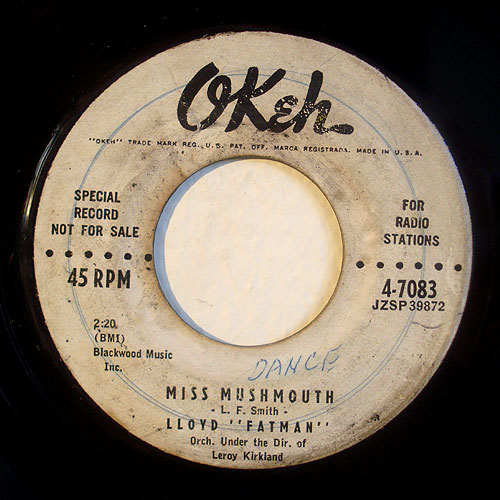 OKeh
"OKEH" TRADE MARK REG. U.S. PAT. OFF. MARCA REGISTRADA. MADE IN U.S.A.
SPECIAL
RECORD
NOT FOR SALE
FOR
RADIO
STATIONS
45 RPM
4-7083
JZSP 39872
2:20
(BMI)
Blackwood Music
Inc.
DANCE
MISS MUSHMOUTH
- L. F. Smith -
LLOYD "FATMAN"
Orch. Under the Dir. of
Leroy Kirkland